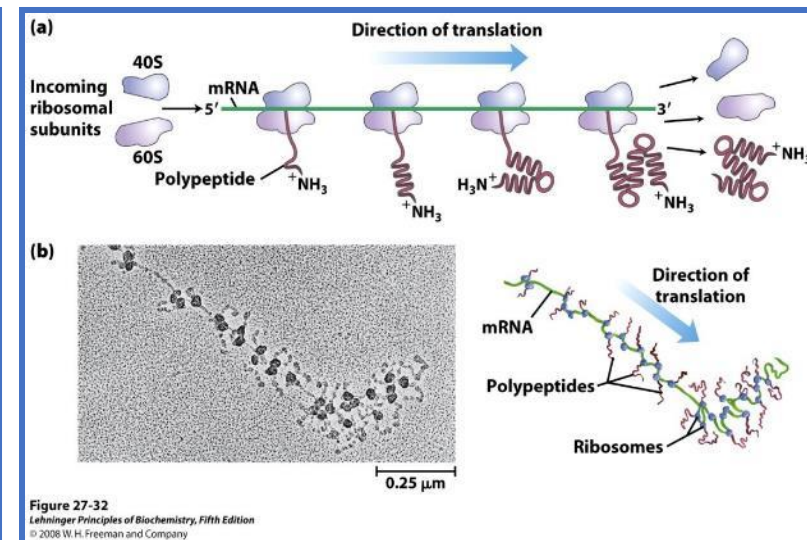 (a)
Direction of translation
40S
Incoming
ribosomal
subunits
60S
mRNA
5′
3′
Polypeptide
+NH3
+NH3
H3N+
+NH3
+NH3
(b)
Direction of
translation
mRNA
Polypeptides
Ribosomes
0.25 μm
Figure 27-32
Lehninger Principles of Biochemistry, Fifth Edition
© 2008 W. H. Freeman and Company